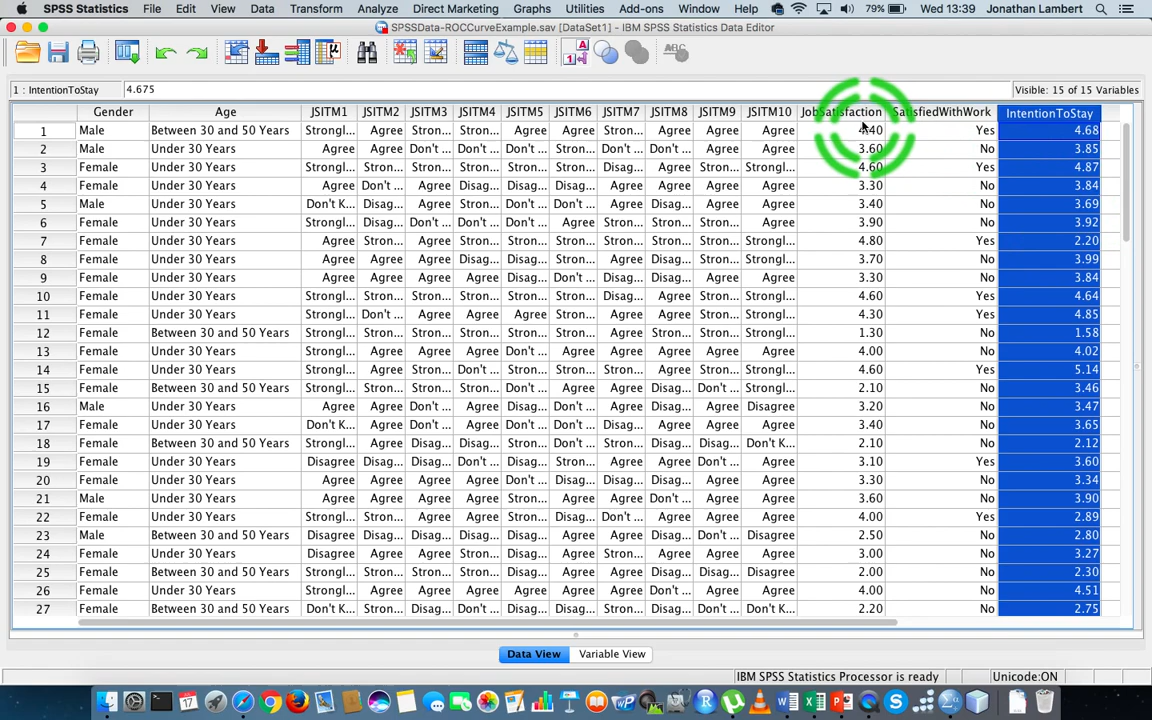 SPSS Statistics File Edit View Data Transform Analyze Direct Marketing Graphs Utilities Add-ons Window Help 79% Wed 13:39 Jonathan Lambert
SPSSData-ROCCurveExample.sav [DataSet1] - IBM SPSS Statistics Data Editor
1 : IntentionToStay 4.675 Visible: 15 of 15 Variables
Gender Age JSITM1 JSITM2 JSITM3 JSITM4 JSITM5 JSITM6 JSITM7 JSITM8 JSITM9 JSITM10 JobSatisfaction SatisfiedWithWork IntentionToStay
1 Male Between 30 and 50 Years Strongl... Agree Stron... Agree Agree Stron... Agree Stron... Agree Agree 4.40 Yes 4.68
2 Male Under 30 Years Agree Agree Don't ... Don't ... Stron... Don't ... Stron... Don't ... Agree Agree 3.60 No 3.85
3 Female Under 30 Years Strongl... Agree Stron... Stron... Stron... Stron... Disag... Agree Stron... Strongl... 4.60 Yes 4.87
4 Female Under 30 Years Agree Don't ... Disag... Agree Don't ... Disag... Agree Disag... Agree Agree 3.30 No 3.84
5 Male Under 30 Years Don't K... Disag... Agree Don't ... Disag... Agree Don't ... Agree Agree Agree 3.40 No 3.69
6 Female Under 30 Years Strongl... Disag... Don't ... Don't ... Agree Stron... Agree Stron... Agree Agree 3.90 No 3.92
7 Female Under 30 Years Agree Stron... Agree Stron... Stron... Stron... Stron... Stron... Stron... Strongl... 4.80 Yes 2.20
8 Female Under 30 Years Agree Agree Agree Disag... Disag... Agree Agree Agree Disag... Strongl... 3.70 No 3.99
9 Female Under 30 Years Agree Agree Agree Agree Disag... Don't ... Disag... Disag... Agree Agree 3.30 No 3.84
10 Female Under 30 Years Strongl... Agree Agree Stron... Stron... Stron... Stron... Agree Stron... Strongl... 4.60 Yes 4.64
11 Female Under 30 Years Strongl... Don't ... Agree Agree Agree Stron... Stron... Agree Stron... Agree 4.30 Yes 4.85
12 Female Between 30 and 50 Years Strongl... Stron... Stron... Stron... Disag... Stron... Agree Stron... Stron... Strongl... 1.30 No 1.58
13 Female Under 30 Years Agree Agree Agree Agree Don't ... Agree Agree Agree Stron... Agree 4.00 No 4.02
14 Female Under 30 Years Strongl... Agree Agree Stron... Stron... Agree Stron... Stron... Agree Strongl... 4.60 Yes 5.14
15 Female Between 30 and 50 Years Strongl... Stron... Stron... Stron... Disag... Agree Agree Disag... Stron... Strongl... 2.10 No 3.46
16 Male Under 30 Years Agree Agree Don't ... Don't ... Disag... Agree Don't ... Agree Agree Disagree 3.20 No 3.47
17 Male Under 30 Years Don't K... Agree Don't ... Agree Disag... Don't ... Agree Don't ... Agree Agree 3.40 No 3.65
18 Female Between 30 and 50 Years Strongl... Agree Disag... Disag... Stron... Don't ... Stron... Disag... Disag... Don't K... 2.10 No 2.12
19 Female Under 30 Years Disagree Disag... Agree Don't ... Disag... Stron... Disag... Agree Don't ... Agree 3.10 Yes 3.60
20 Female Under 30 Years Agree Agree Agree Agree Don't ... Disag... Disag... Disag... Agree Agree 3.30 No 3.34
21 Male Under 30 Years Agree Agree Agree Agree Stron... Agree Agree Don't ... Agree Agree 3.60 No 3.90
22 Female Under 30 Years Strongl... Stron... Agree Agree Stron... Disag... Don't ... Agree Stron... Agree 4.00 Yes 2.89
23 Male Between 30 and 50 Years Disagree Agree Disag... Disag... Disag... Agree Agree Disag... Don't ... Disagree 2.50 No 2.80
24 Female Under 30 Years Disagree Agree Agree Stron... Disag... Agree Stron... Agree Agree Agree 3.00 No 3.27
25 Female Between 30 and 50 Years Disagree Stron... Stron... Stron... Disag... Agree Agree Disag... Disag... Disagree 2.00 No 2.30
26 Female Under 30 Years Agree Agree Agree Agree Agree Agree Agree Don't ... Agree Agree 4.00 No 4.51
27 Female Between 30 and 50 Years Don't K... Stron... Disag... Disag... Disag... Agree Agree Disag... Don't ... Don't K... 2.20 No 2.75
Data View Variable View
IBM SPSS Statistics Processor is ready Unicode:ON